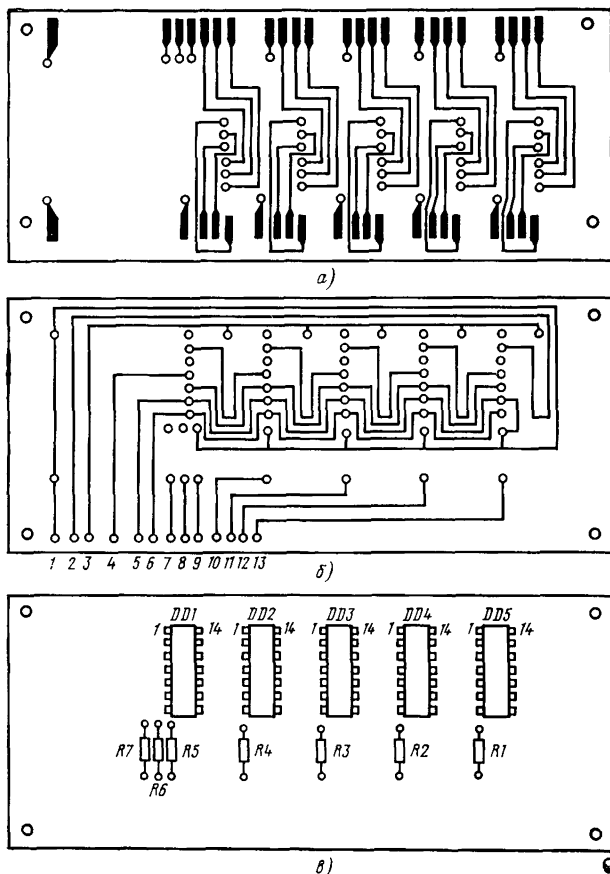 а)
1 2 3 4 5 6 7 8 9 10 11 12 13
б)
DD1 DD2 DD3 DD4 DD5
1 14 1 14 1 14 1 14 1 14
R7 R5 R4 R3 R2 R1
R6
в)